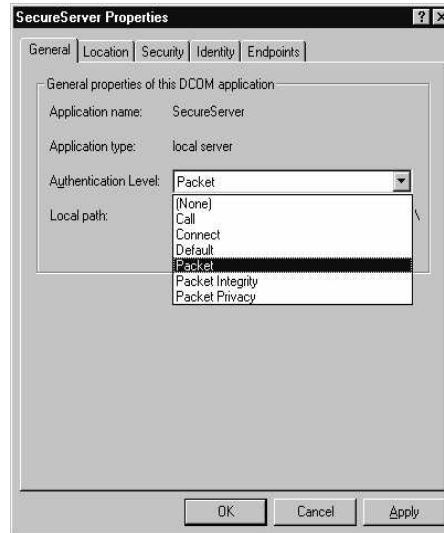 SecureServer Properties
General Location Security Identity Endpoints
General properties of this DCOM application
Application name: SecureServer
Application type: local server
Authentication Level: Packet
Local path: \
(None)
Call
Connect
Default
Packet
Packet Integrity
Packet Privacy
OK Cancel Apply